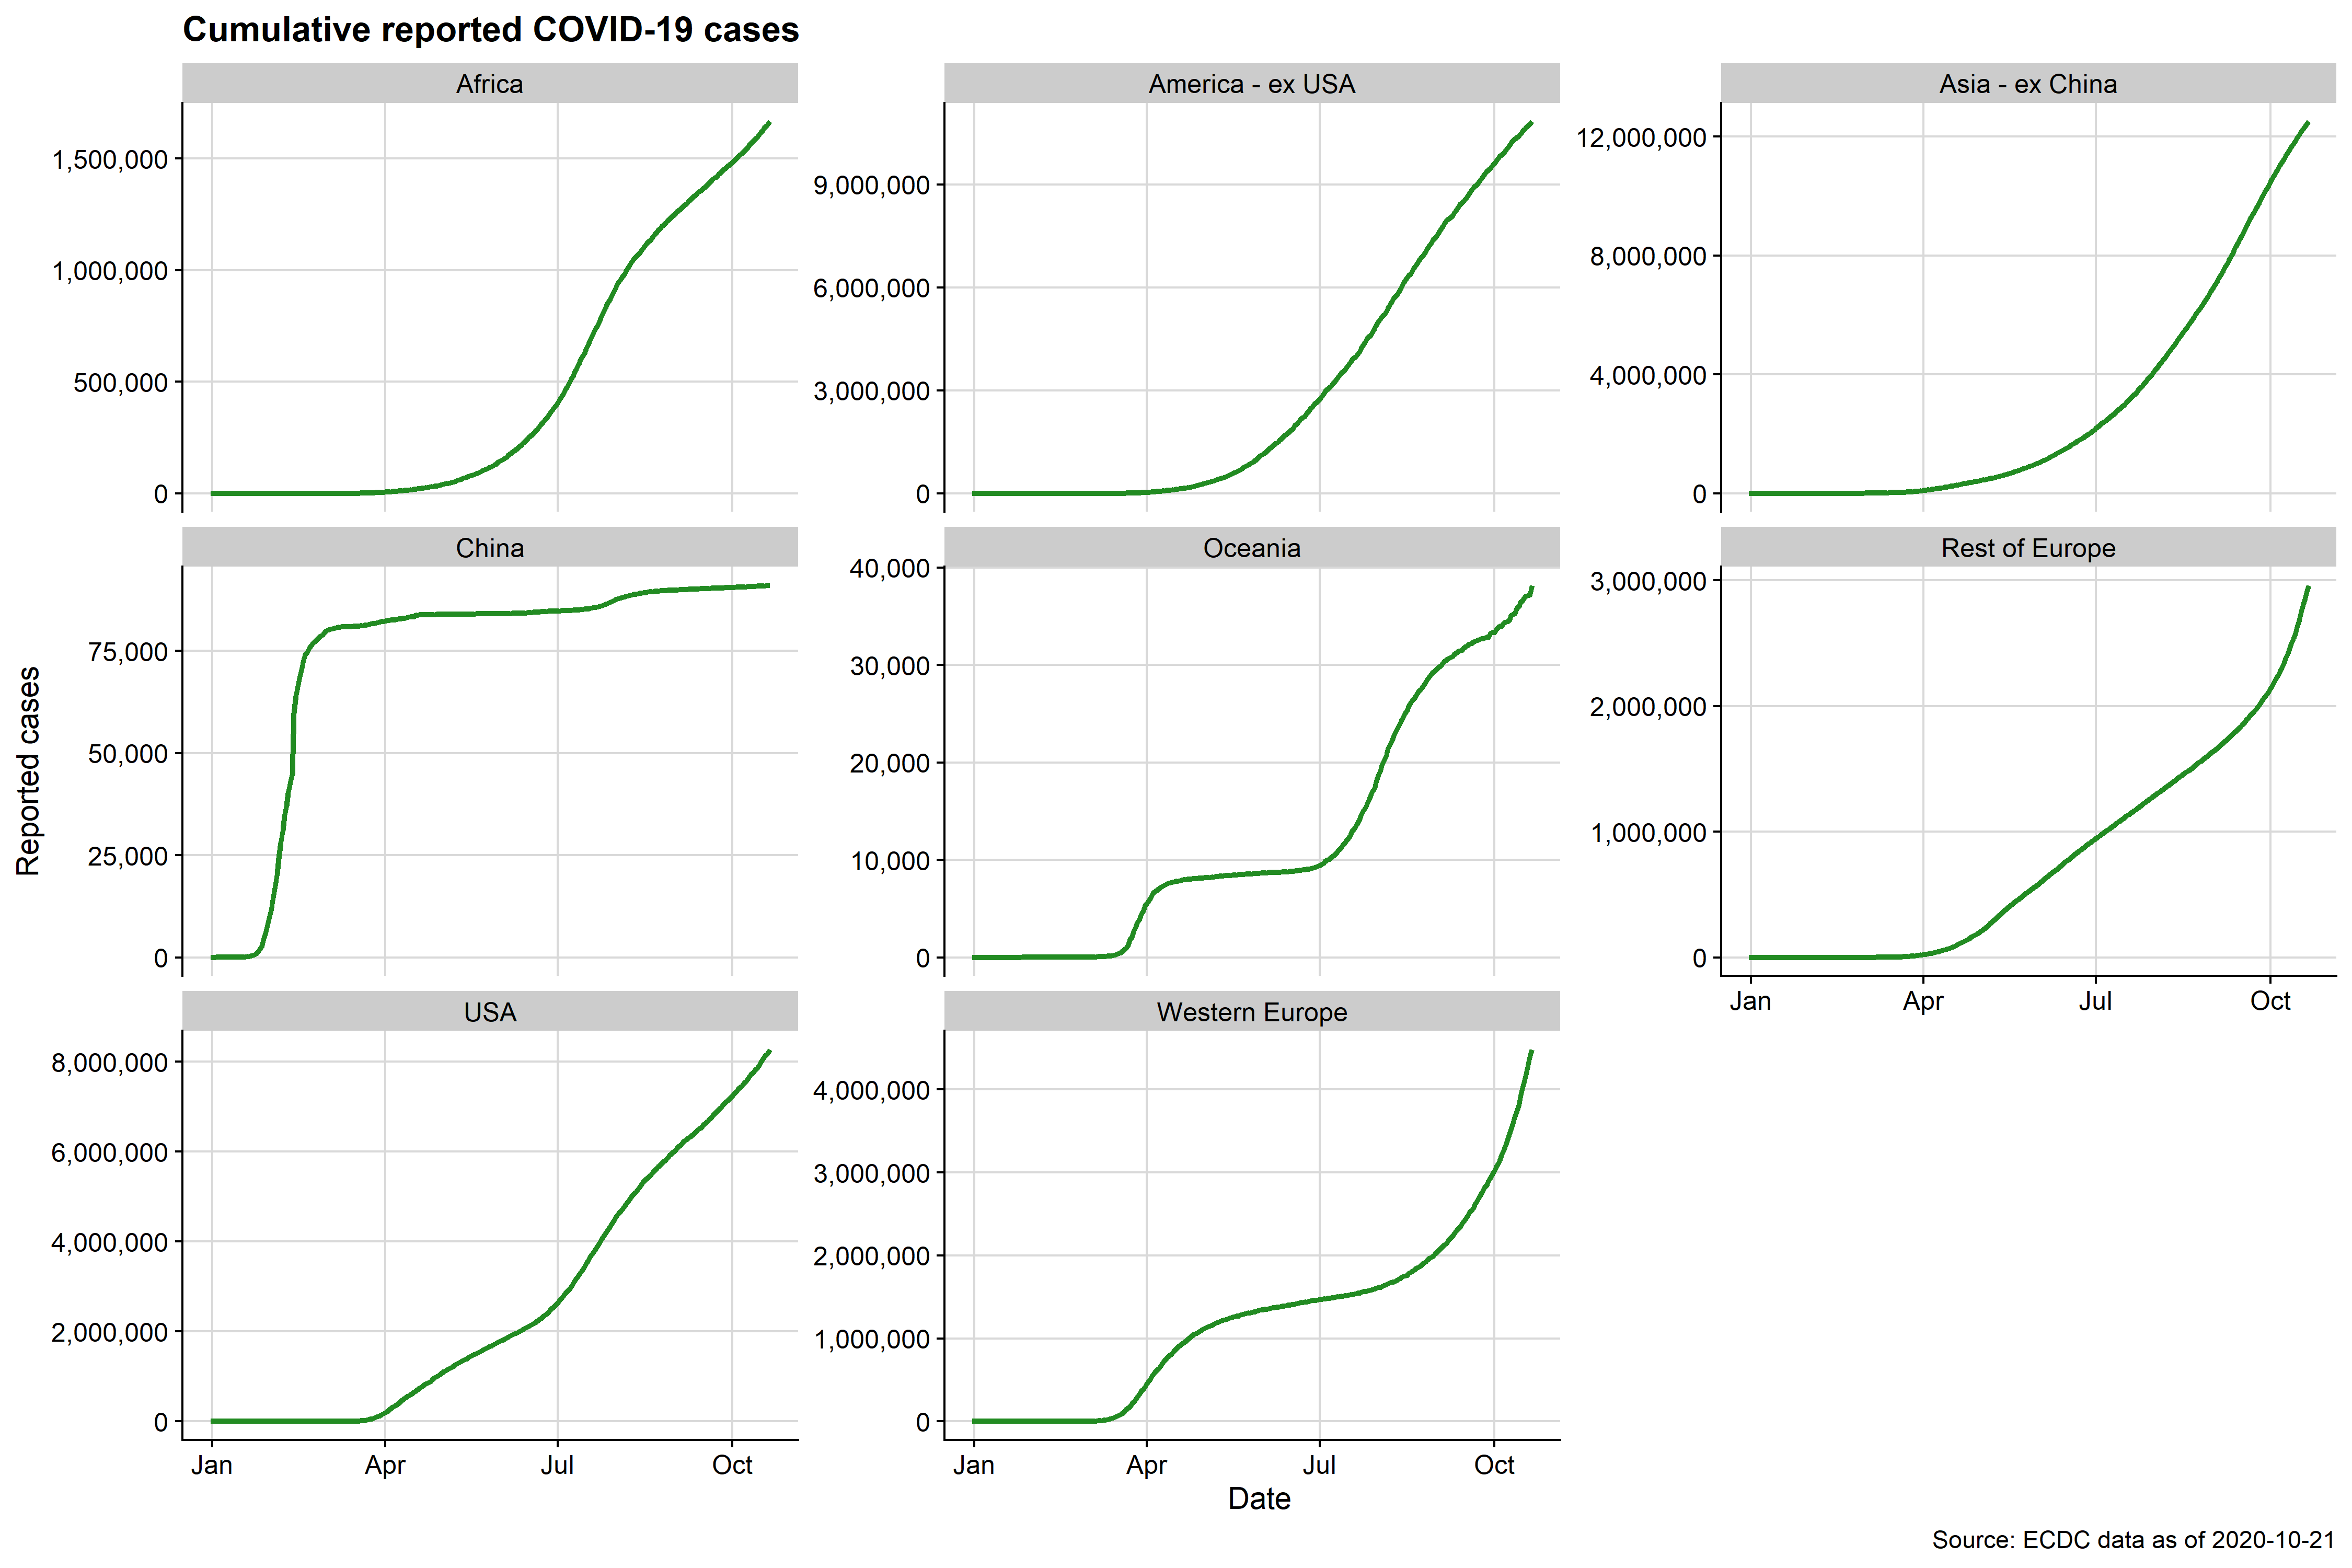 Cumulative reported COVID-19 cases
Africa
America - ex USA
Asia - ex China
1,500,000
1,000,000
500,000
0
9,000,000
6,000,000
3,000,000
0
12,000,000
8,000,000
4,000,000
0
China
Oceania
Rest of Europe
75,000
50,000
25,000
0
40,000
30,000
20,000
10,000
0
3,000,000
2,000,000
1,000,000
0
Jan Apr Jul Oct
Reported cases
USA
Western Europe
8,000,000
6,000,000
4,000,000
2,000,000
0
4,000,000
3,000,000
2,000,000
1,000,000
0
Jan Apr Jul Oct
Jan Apr Jul Oct
Date
Source: ECDC data as of 2020-10-21